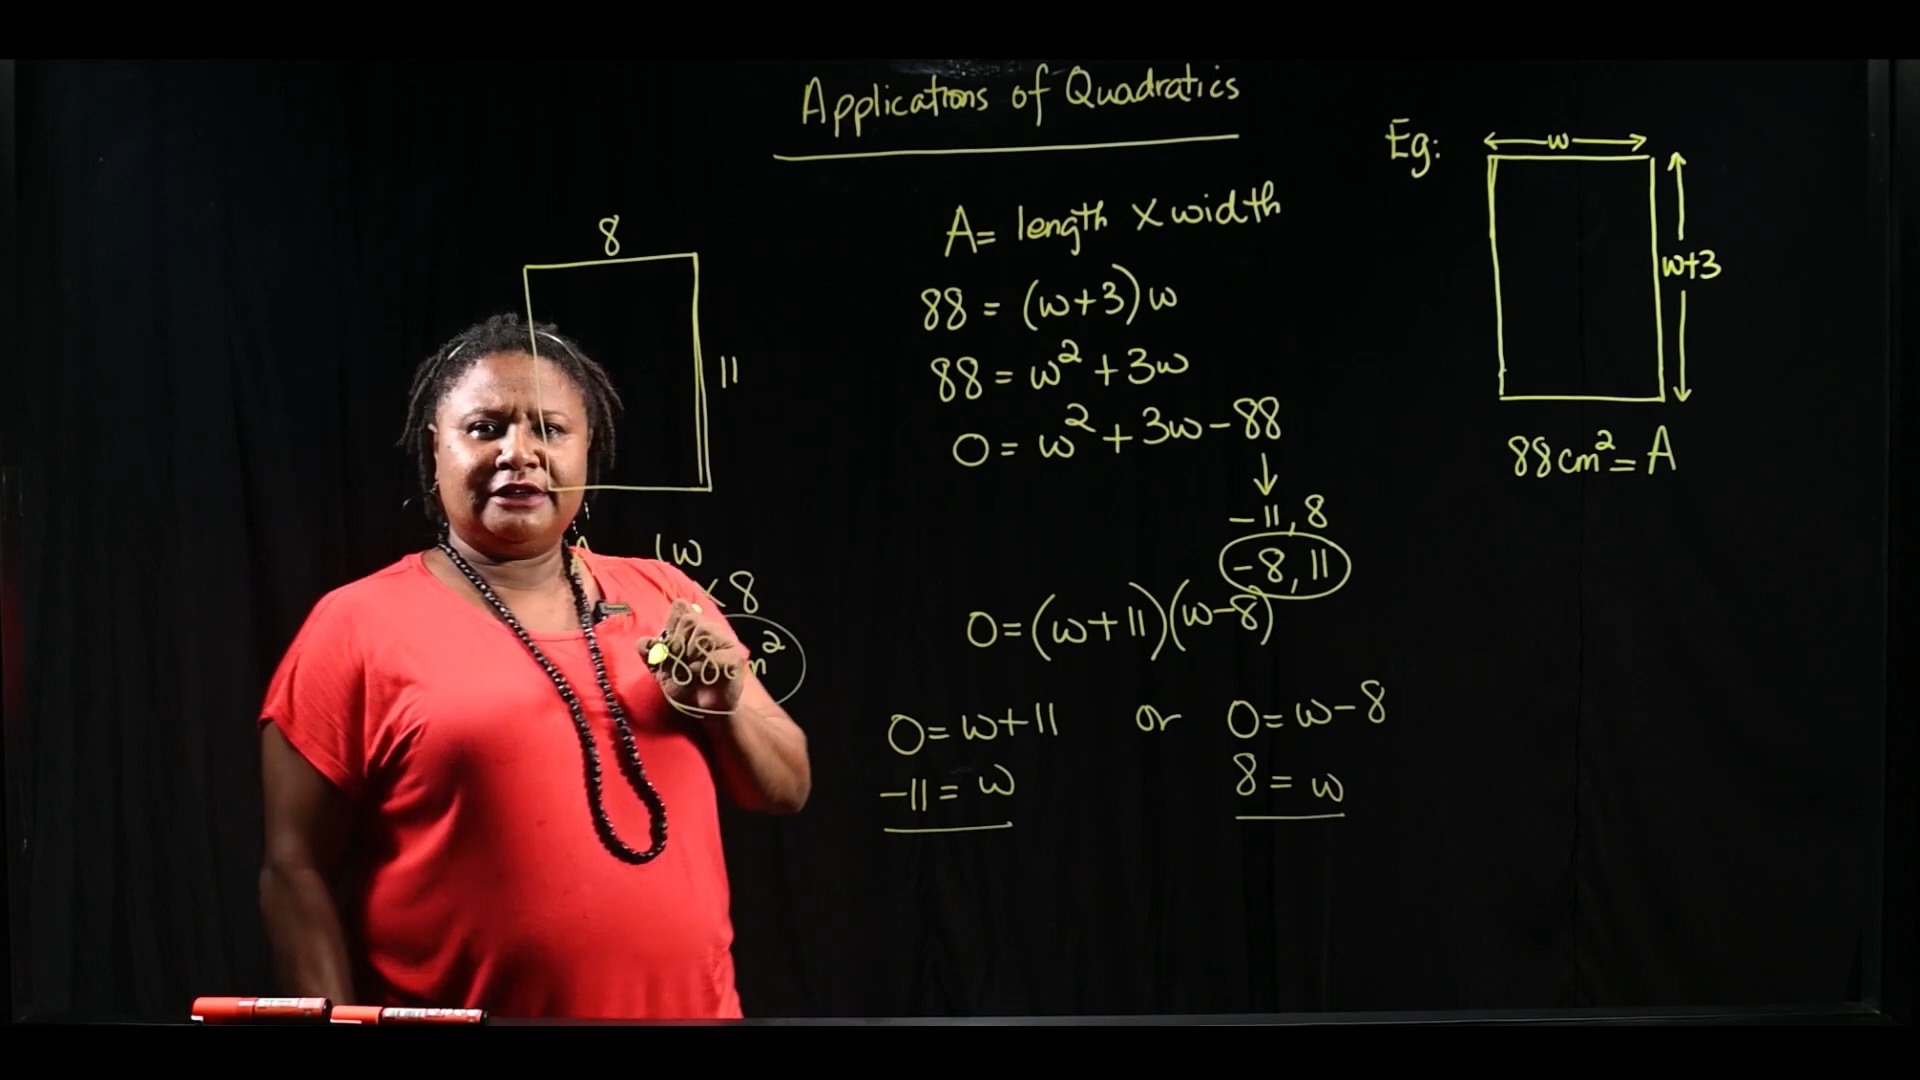 Applications of Quadratics
Eg:
w
w+3
88cm² = A
A = length × width
88 = (w+3)w
88 = w² + 3w
0 = w² + 3w - 88
-11, 8
-8, 11
0 = (w+11)(w-8)
0 = w+11 or 0 = w-8
-11 = w 8 = w
8
11
lw
× 8
88cm²